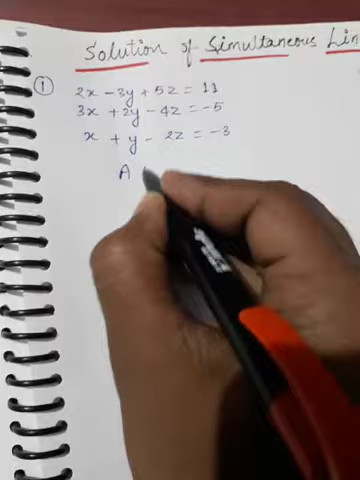 Solution of Simultaneous Lin
① 2x - 3y + 5z = 11
3x + 2y - 4z = -5
x + y - 2z = -3
A